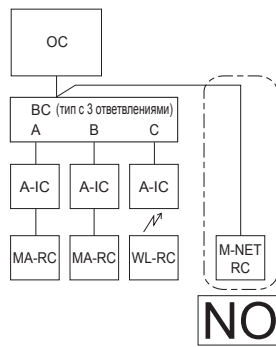 OC
BC (тип с 3 ответвлениями)
A B C
A-IC A-IC A-IC
MA-RC MA-RC WL-RC
M-NET
RC
NO